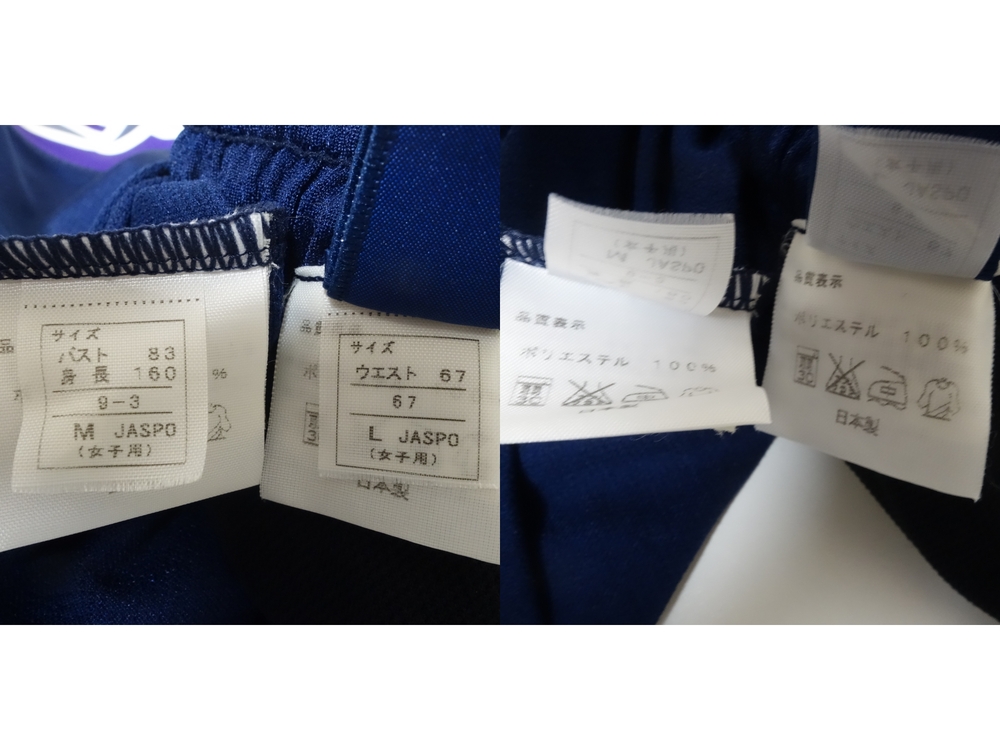 サイズ
バスト 83
身長 160
9-3
M JASPO
(女子用)
品
%
サイズ
ウエスト 67
67
L JASPO
(女子用)
品質
日本製
品質表示
ポリエステル 100%
品質表示
ポリエステル 100%
日本製